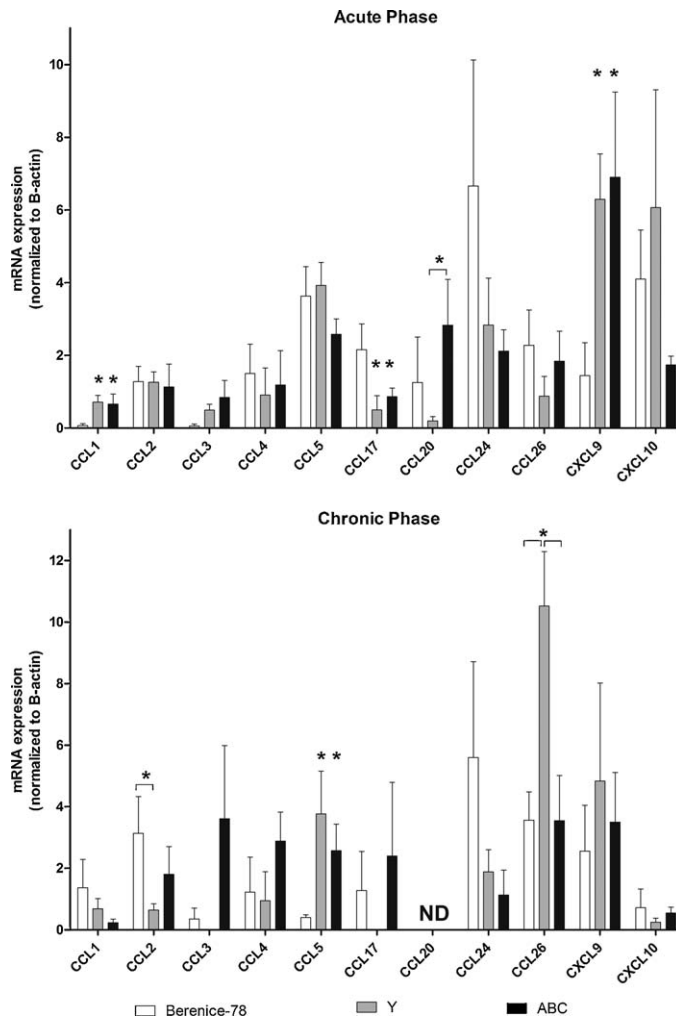 Acute Phase
mRNA expression
(normalized to B-actin)
10
8
6
4
2
0
* *
* *
*
* *
CCL1 CCL2 CCL3 CCL4 CCL5 CCL17 CCL20 CCL24 CCL26 CXCL9 CXCL10
Chronic Phase
mRNA expression
(normalized to B-actin)
12
10
8
6
4
2
0
*
* *
ND
*
CCL1 CCL2 CCL3 CCL4 CCL5 CCL17 CCL20 CCL24 CCL26 CXCL9 CXCL10
Berenice-78 Y ABC